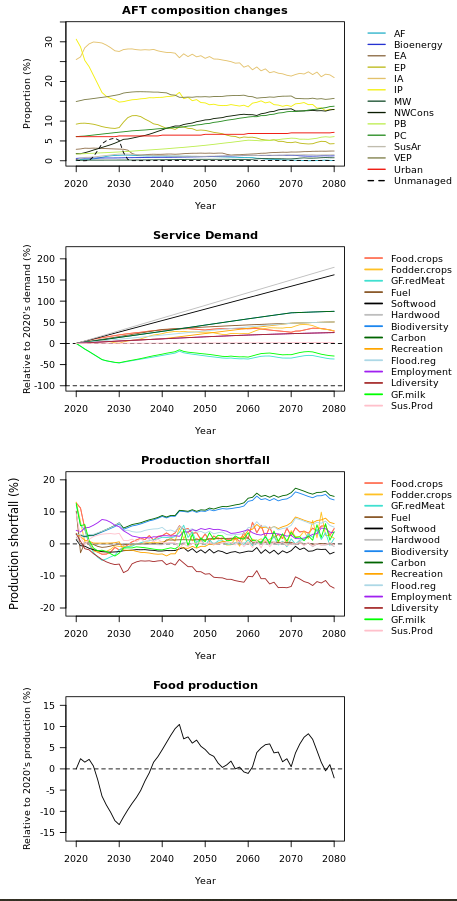 AFT composition changes
Proportion (%)
30
20
10
5
0
2020 2030 2040 2050 2060 2070 2080
Year
AF
Bioenergy
EA
EP
IA
IP
MW
NWCons
PB
PC
SusAr
VEP
Urban
Unmanaged
Service Demand
Relative to 2020's demand (%)
200
150
100
50
0
-50
-100
2020 2030 2040 2050 2060 2070 2080
Year
Food.crops
Fodder.crops
GF.redMeat
Fuel
Softwood
Hardwood
Biodiversity
Carbon
Recreation
Flood.reg
Employment
Ldiversity
GF.milk
Sus.Prod
Production shortfall
Production shortfall (%)
20
10
0
-10
-20
2020 2030 2040 2050 2060 2070 2080
Year
Food.crops
Fodder.crops
GF.redMeat
Fuel
Softwood
Hardwood
Biodiversity
Carbon
Recreation
Flood.reg
Employment
Ldiversity
GF.milk
Sus.Prod
Food production
Relative to 2020's production (%)
15
10
5
0
-5
-10
-15
2020 2030 2040 2050 2060 2070 2080
Year